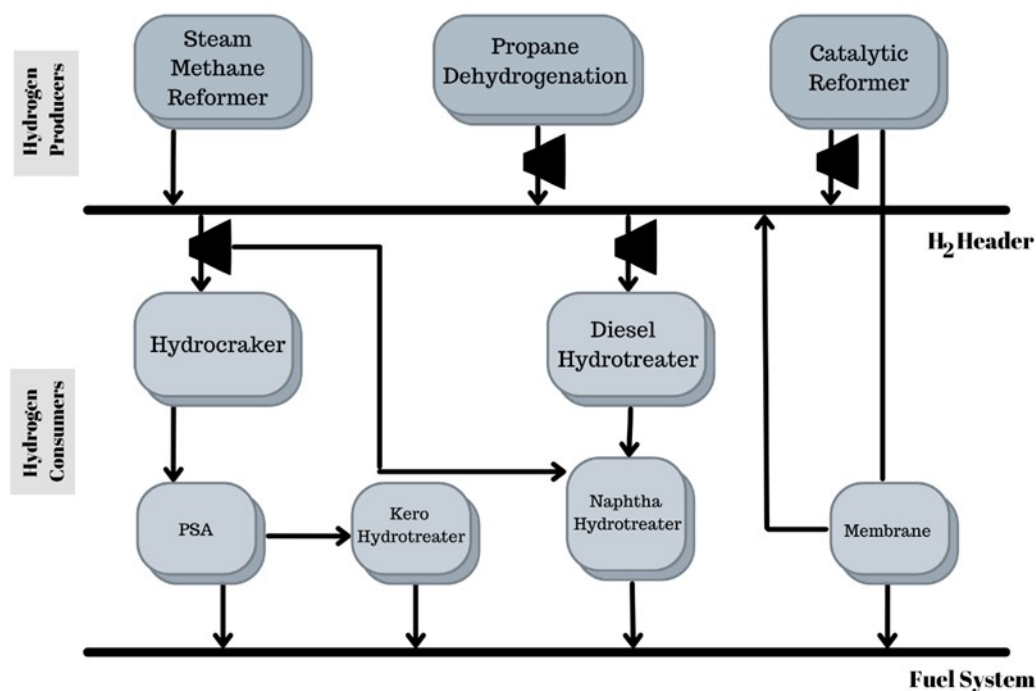 Hydrogen
Producers
Steam
Methane
Reformer
Propane
Dehydrogenation
Catalytic
Reformer
H2 Header
Hydrogen
Consumers
Hydrocraker
Diesel
Hydrotreater
PSA
Kero
Hydrotreater
Naphtha
Hydrotreater
Membrane
Fuel System